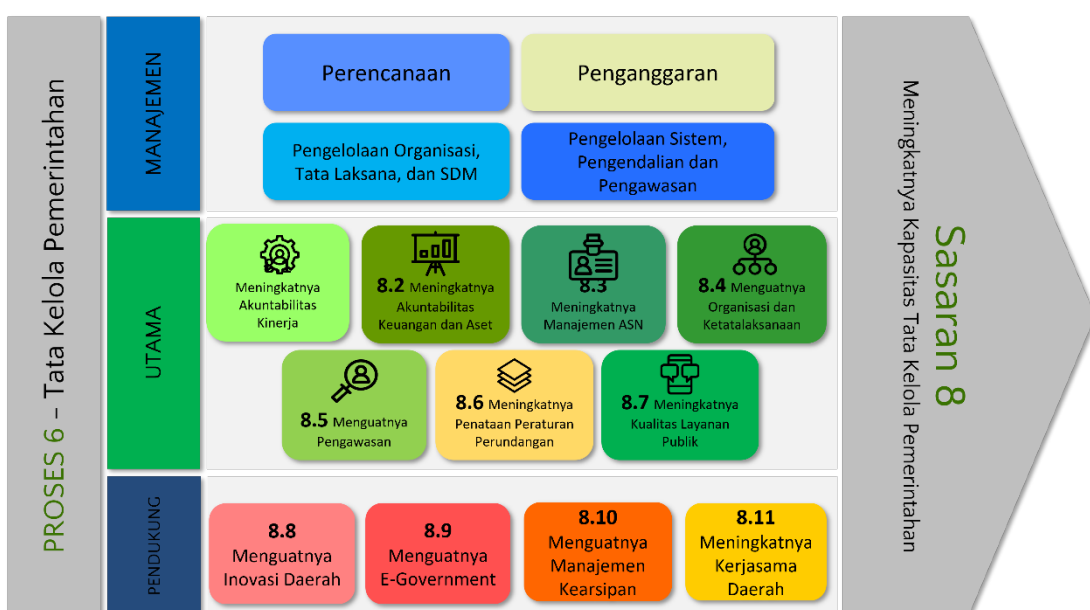 PROSES 6 – Tata Kelola Pemerintahan
MANAJEMEN
Perencanaan
Penganggaran
Pengelolaan Organisasi,
Tata Laksana, dan SDM
Pengelolaan Sistem,
Pengendalian dan
Pengawasan
UTAMA
Meningkatnya
Akuntabilitas
Kinerja
8.2 Meningkatnya
Akuntabilitas
Keuangan dan Aset
8.3
Meningkatnya
Manajemen ASN
8.4 Menguatnya
Organisasi dan
Ketatalaksanaan
8.5 Menguatnya
Pengawasan
8.6 Meningkatnya
Penataan Peraturan
Perundangan
8.7 Meningkatnya
Kualitas Layanan
Publik
PENDUKUNG
8.8
Menguatnya
Inovasi Daerah
8.9
Menguatnya
E-Government
8.10
Menguatnya
Manajemen
Kearsipan
8.11
Meningkatnya
Kerjasama
Daerah
Sasaran 8
Meningkatnya Kapasitas Tata Kelola Pemerintahan